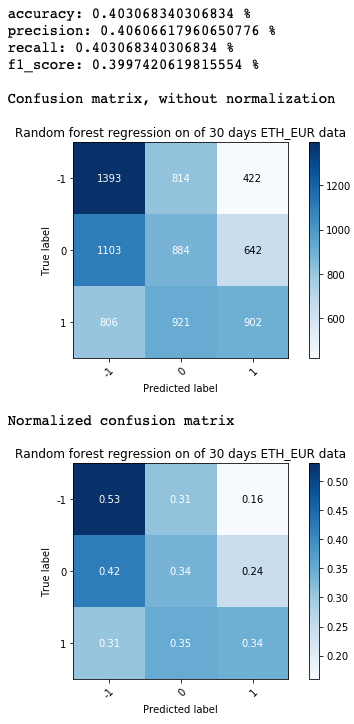 accuracy: 0.403068340306834 %
precision: 0.40606617960650776 %
recall: 0.403068340306834 %
f1_score: 0.3997420619815554 %
Confusion matrix, without normalization
Random forest regression on of 30 days ETH_EUR data
-1 1393 814 422
0 1103 884 642
1 806 921 902
True label
-1 0 1
Predicted label
1200
1000
800
600
Normalized confusion matrix
Random forest regression on of 30 days ETH_EUR data
-1 0.53 0.31 0.16
0 0.42 0.34 0.24
1 0.31 0.35 0.34
True label
-1 0 1
Predicted label
0.50
0.45
0.40
0.35
0.30
0.25
0.20